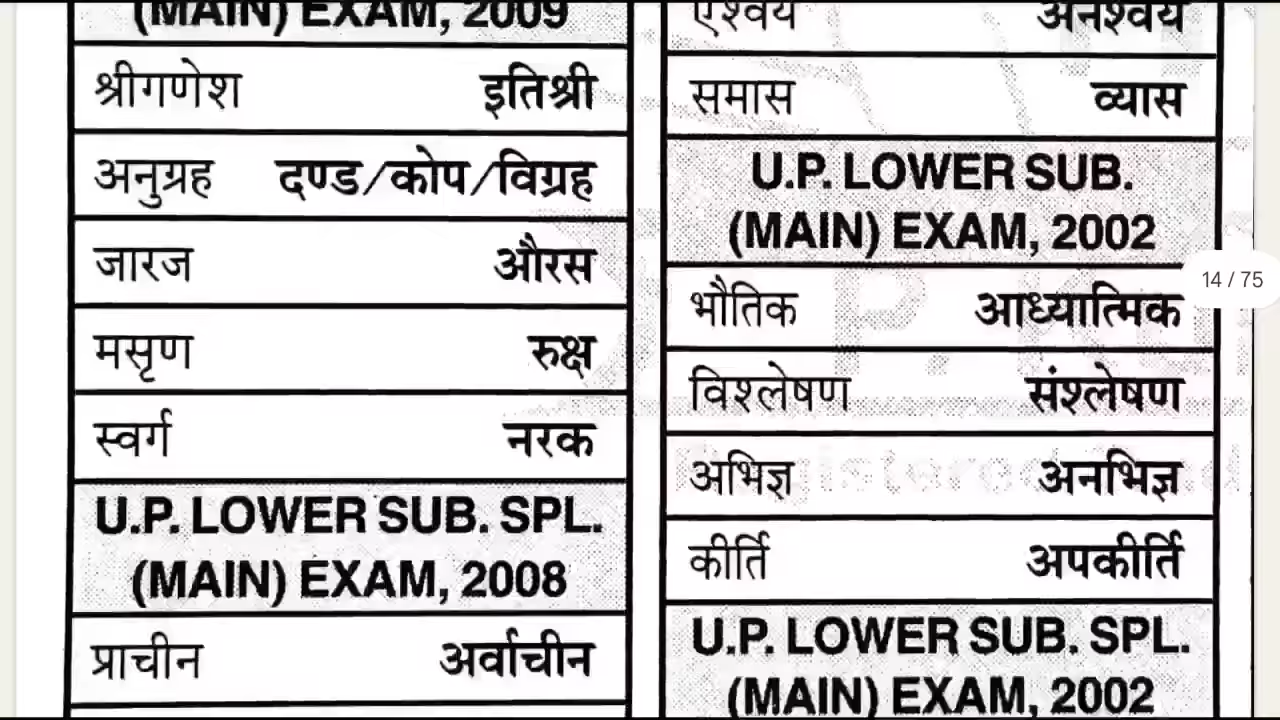 (MAIN) EXAM, 2009
श्रीगणेश इतिश्री
अनुग्रह दण्ड/कोप/विग्रह
जारज औरस
मसृण रुक्ष
स्वर्ग नरक
U.P. LOWER SUB. SPL.
(MAIN) EXAM, 2008
प्राचीन अर्वाचीन
ऐश्वर्य अनैश्वर्य
समास व्यास
U.P. LOWER SUB.
(MAIN) EXAM, 2002
भौतिक आध्यात्मिक
विश्लेषण संश्लेषण
अभिज्ञ अनभिज्ञ
कीर्ति अपकीर्ति
U.P. LOWER SUB. SPL.
(MAIN) EXAM, 2002
14 / 75